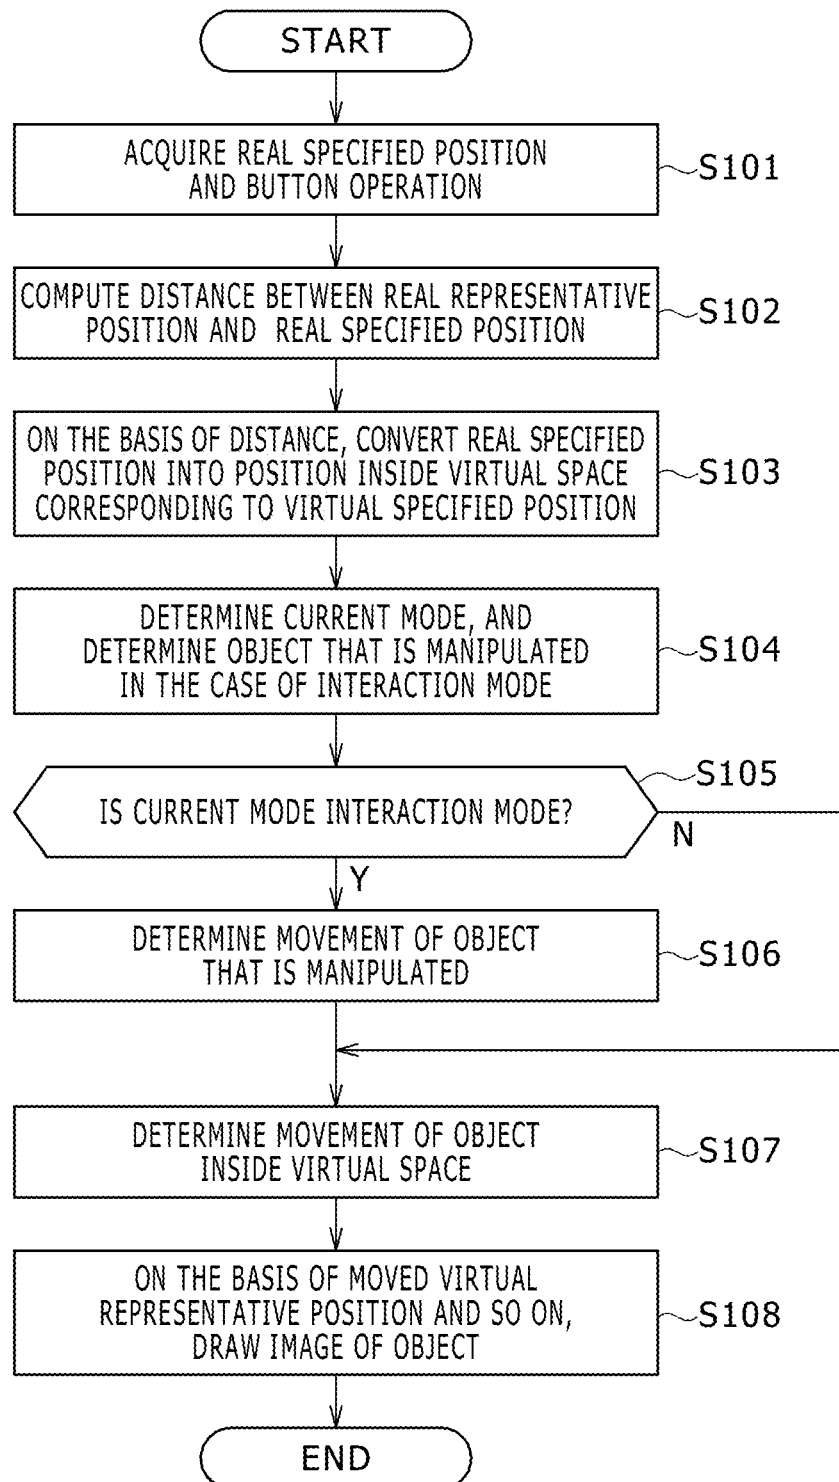 START
ACQUIRE REAL SPECIFIED POSITION
AND BUTTON OPERATION
S101
COMPUTE DISTANCE BETWEEN REAL REPRESENTATIVE
POSITION AND REAL SPECIFIED POSITION
S102
ON THE BASIS OF DISTANCE, CONVERT REAL SPECIFIED
POSITION INTO POSITION INSIDE VIRTUAL SPACE
CORRESPONDING TO VIRTUAL SPECIFIED POSITION
S103
DETERMINE CURRENT MODE, AND
DETERMINE OBJECT THAT IS MANIPULATED
IN THE CASE OF INTERACTION MODE
S104
IS CURRENT MODE INTERACTION MODE?
S105
N
Y
DETERMINE MOVEMENT OF OBJECT
THAT IS MANIPULATED
S106
DETERMINE MOVEMENT OF OBJECT
INSIDE VIRTUAL SPACE
S107
ON THE BASIS OF MOVED VIRTUAL
REPRESENTATIVE POSITION AND SO ON,
DRAW IMAGE OF OBJECT
S108
END